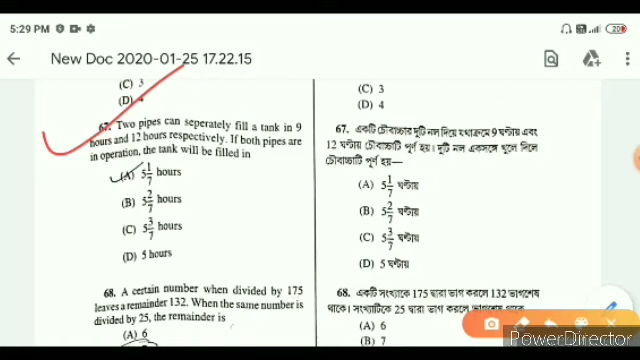 5:29 PM
New Doc 2020-01-25 17.22.15
(C) 3
(D) 4
67. Two pipes can seperately fill a tank in 9
hours and 12 hours respectively. If both pipes are
in operation, the tank will be filled in
(A) 5 1/7 hours
(B) 5 2/7 hours
(C) 5 3/7 hours
(D) 5 hours
68. A certain number when divided by 175
leaves a remainder 132. When the same number is
divided by 25, the remainder is
(A) 6
(C) 3
(D) 4
67. একটি চৌবাচ্চার দুটি নল দিয়ে যথাক্রমে 9 ঘণ্টায় এবং
12 ঘণ্টায় চৌবাচ্চাটি পূর্ণ হয়। দুটি নল একসঙ্গে খুলে দিলে
চৌবাচ্চাটি পূর্ণ হয়—
(A) 5 1/7 ঘণ্টায়
(B) 5 2/7 ঘণ্টায়
(C) 5 3/7 ঘণ্টায়
(D) 5 ঘণ্টায়
68. একটি সংখ্যাকে 175 দ্বারা ভাগ করলে 132 ভাগশেষ
থাকে। সংখ্যাটিকে 25 দ্বারা ভাগ করলে ভাগশেষ থাকে
(A) 6
(B) 7
PowerDirector